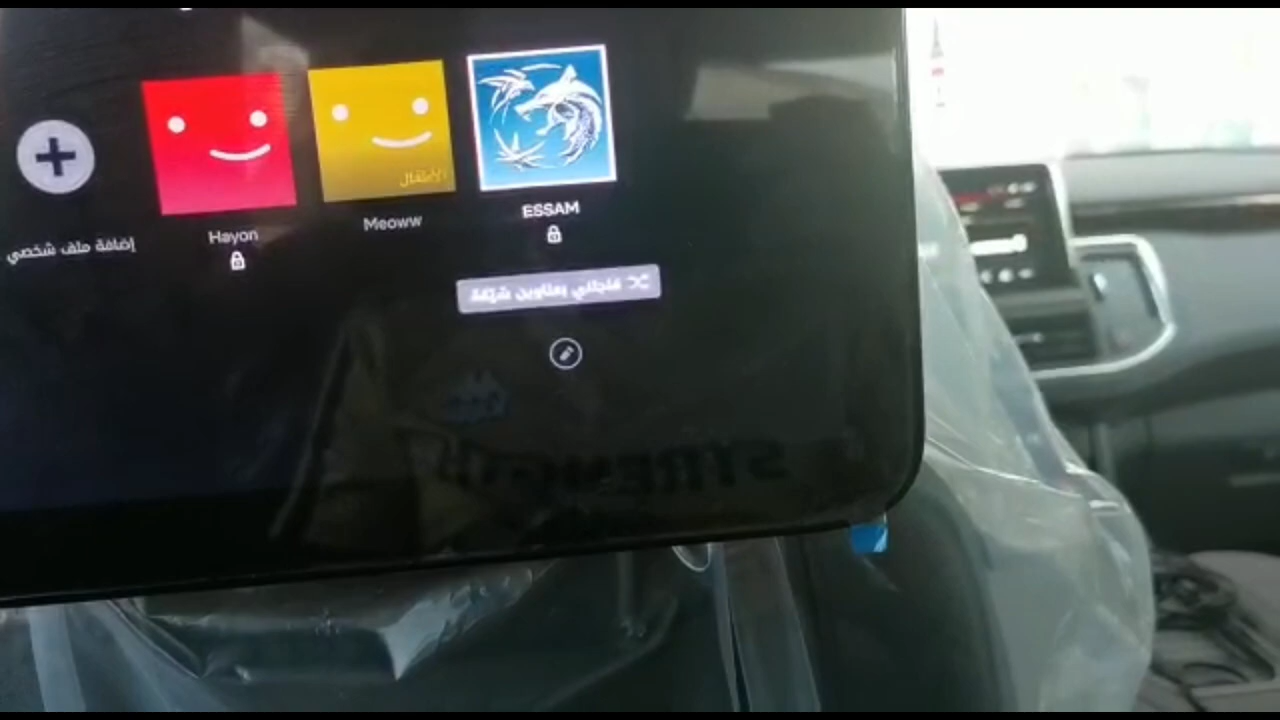 ESSAM
Meoww
الأطفال
Hayon
إضافة ملف شخصي
فاجئني بعناوين شيّقة